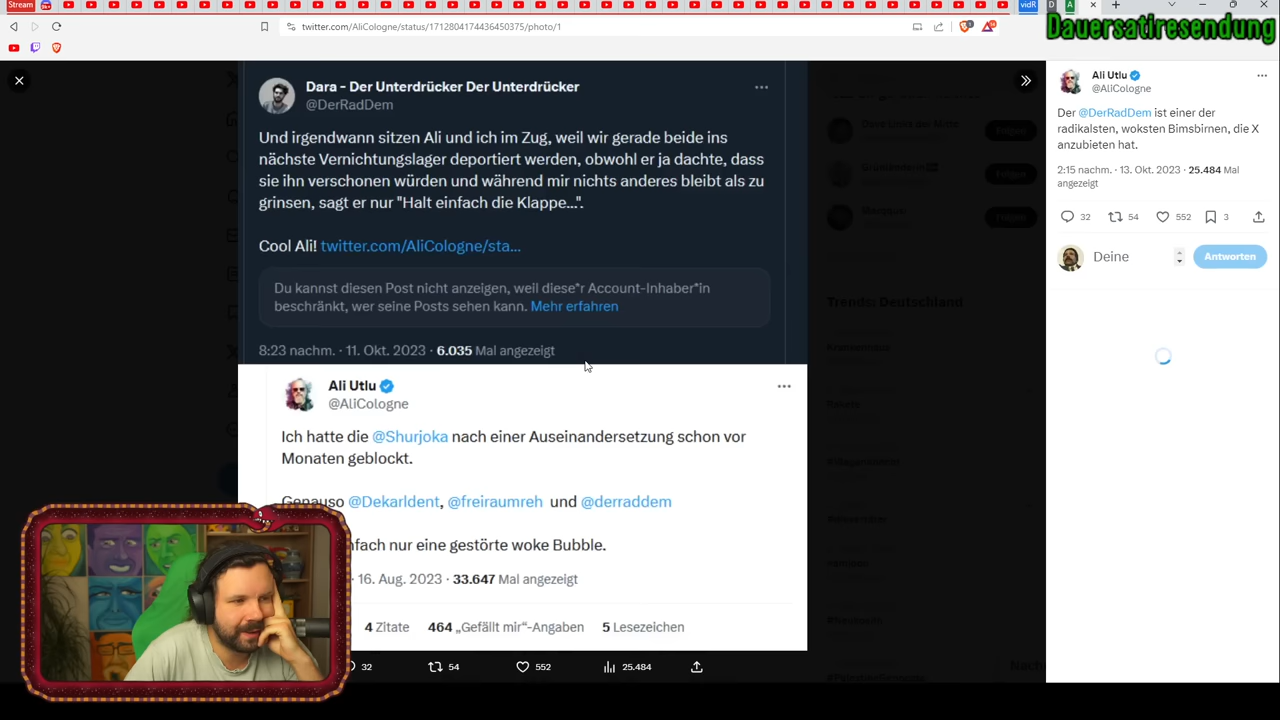 Stream
vidR
D
A
twitter.com/AliCologne/status/1712804174436450375/photo/1
Dauersatiresendung
Dara - Der Unterdrücker Der Unterdrücker
@DerRadDem
Und irgendwann sitzen Ali und ich im Zug, weil wir gerade beide ins
nächste Vernichtungslager deportiert werden, obwohl er ja dachte, dass
sie ihn verschonen würden und während mir nichts anderes bleibt als zu
grinsen, sagt er nur "Halt einfach die Klappe...".
Cool Ali! twitter.com/AliCologne/sta...
Du kannst diesen Post nicht anzeigen, weil diese*r Account-Inhaber*in
beschränkt, wer seine Posts sehen kann. Mehr erfahren
8:23 nachm. · 11. Okt. 2023 · 6.035 Mal angezeigt
Ali Utlu
@AliCologne
Ich hatte die @Shurjoka nach einer Auseinandersetzung schon vor
Monaten geblockt.
Genauso @Dekarldent, @freiraumreh und @derraddem
nur eine gestörte woke Bubble.
· 16. Aug. 2023 · 33.647 Mal angezeigt
4 Zitate 464 „Gefällt mir“-Angaben 5 Lesezeichen
32 54 552 25.484
Trends: Deutschland
Ali Utlu
@AliCologne
Der @DerRadDem ist einer der
radikalsten, woksten Bimsbirnen, die X
anzubieten hat.
2:15 nachm. · 13. Okt. 2023 · 25.484 Mal
angezeigt
32 54 552 3
Deine
Antworten